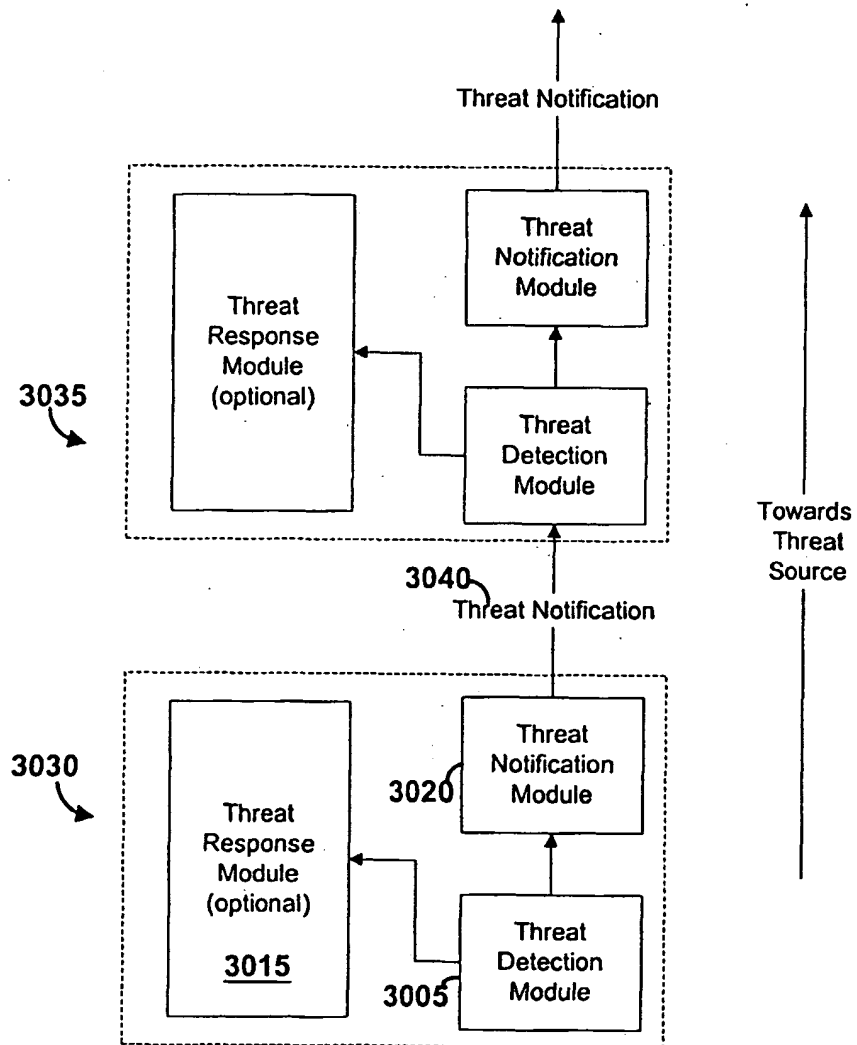 Threat Notification
Threat
Notification
Module
Threat
Response
Module
(optional)
3035
Threat
Detection
Module
Towards
Threat
Source
3040
Threat Notification
Threat
Notification
Module
3030
3020
Threat
Response
Module
(optional)
3015
Threat
Detection
Module
3005